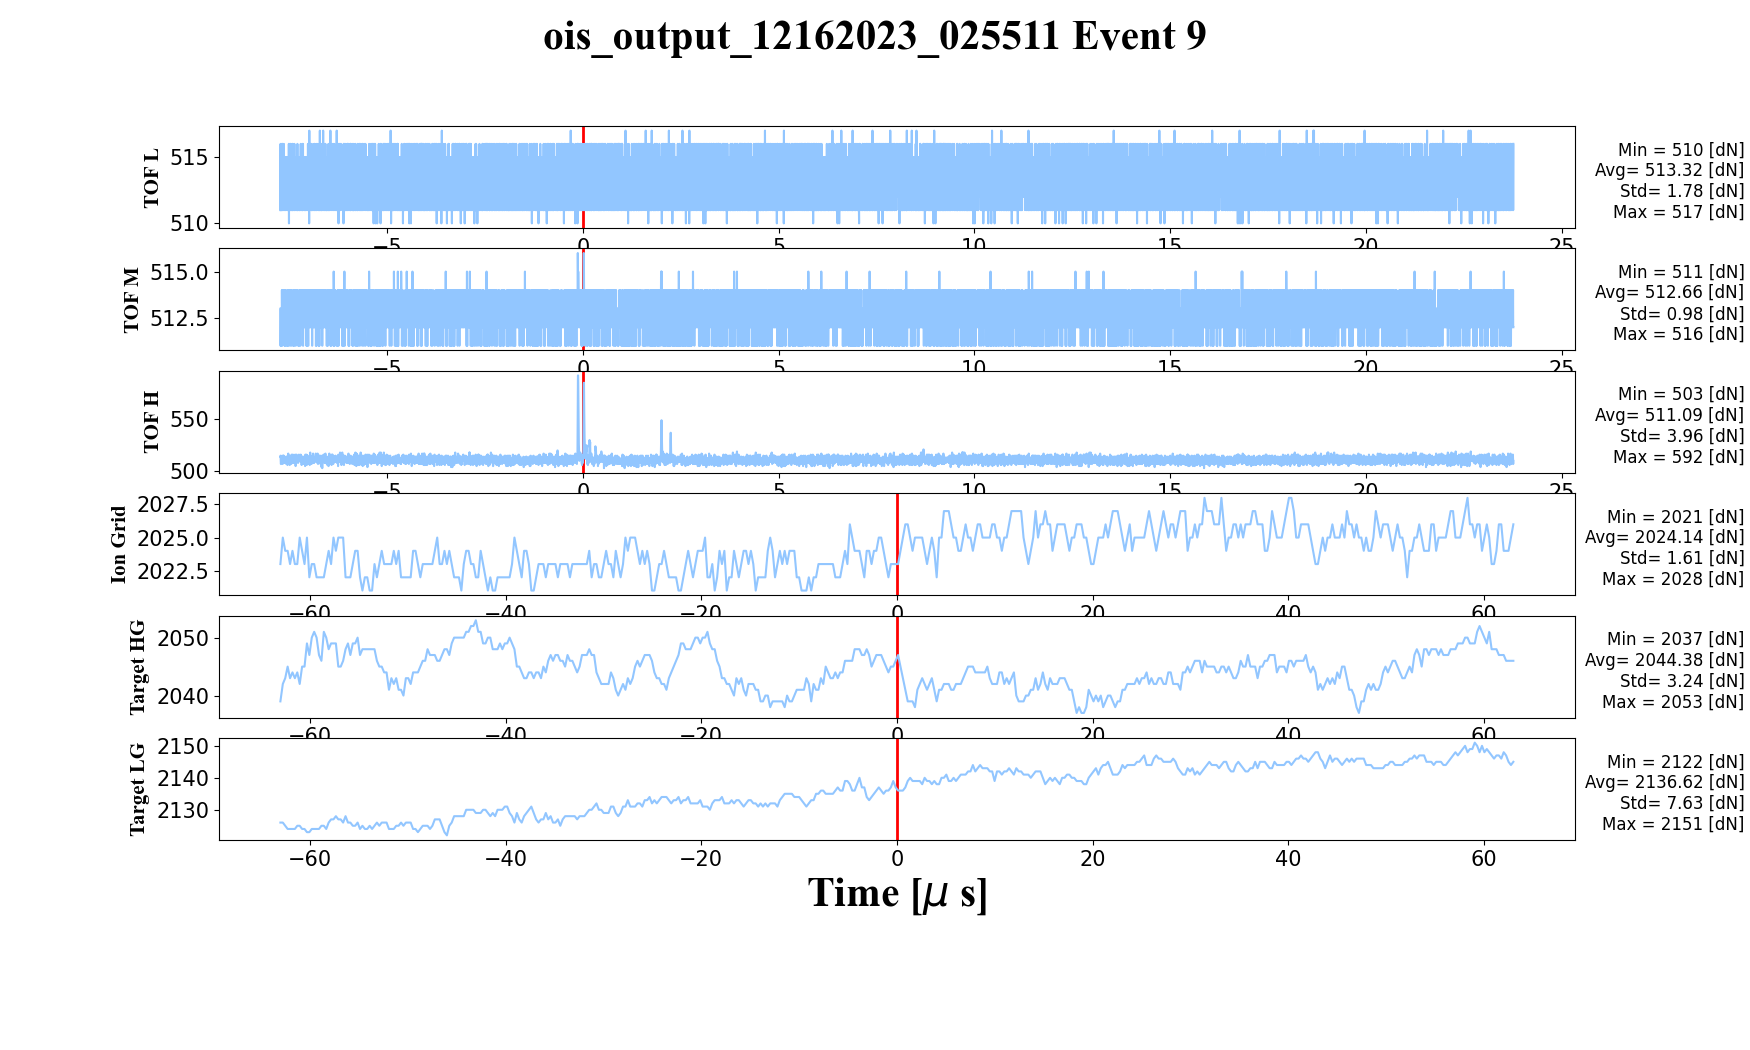 ois_output_12162023_025511 Event 9
TOF L
515
510
Min = 510 [dN]
Avg= 513.32 [dN]
Std= 1.78 [dN]
Max = 517 [dN]
−5 0 5 10 15 20 25
TOF M
515.0
512.5
Min = 511 [dN]
Avg= 512.66 [dN]
Std= 0.98 [dN]
Max = 516 [dN]
−5 0 5 10 15 20 25
TOF H
550
500
Min = 503 [dN]
Avg= 511.09 [dN]
Std= 3.96 [dN]
Max = 592 [dN]
−5 0 5 10 15 20 25
Ion Grid
2027.5
2025.0
2022.5
Min = 2021 [dN]
Avg= 2024.14 [dN]
Std= 1.61 [dN]
Max = 2028 [dN]
−60 −40 −20 0 20 40 60
Target HG
2050
2040
Min = 2037 [dN]
Avg= 2044.38 [dN]
Std= 3.24 [dN]
Max = 2053 [dN]
−60 −40 −20 0 20 40 60
Target LG
2150
2140
2130
Min = 2122 [dN]
Avg= 2136.62 [dN]
Std= 7.63 [dN]
Max = 2151 [dN]
−60 −40 −20 0 20 40 60
Time [μ s]